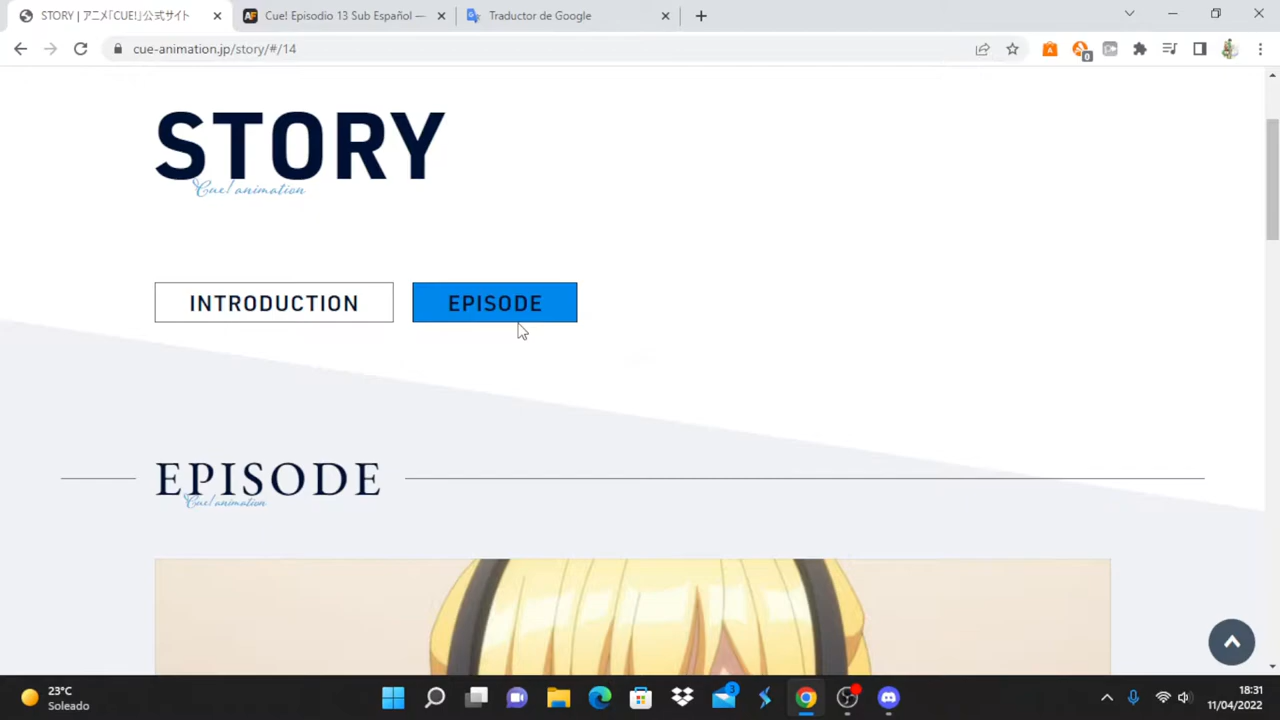 STORY | アニメ「CUE!」公式サイト
Cue! Episodio 13 Sub Español —
Traductor de Google
cue-animation.jp/story/#/14
0
STORY
Cue! animation
INTRODUCTION
EPISODE
EPISODE
Cue! animation
23°C
Soleado
3
18:31
11/04/2022